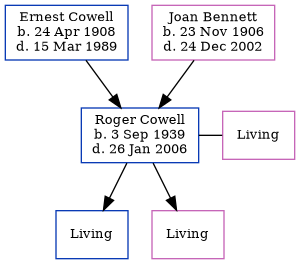 Ernest Cowell
b. 24 Apr 1908
d. 15 Mar 1989
Joan Bennett
b. 23 Nov 1906
d. 24 Dec 2002
Roger Cowell
b. 3 Sep 1939
d. 26 Jan 2006
Living
Living
Living